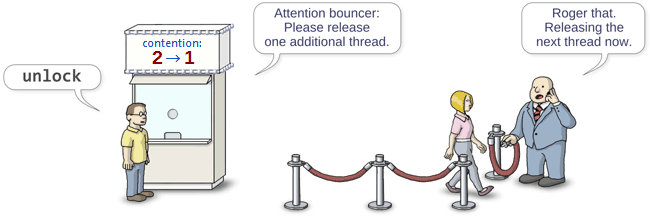 unlock
contention:
2 → 1
Attention bouncer:
Please release
one additional thread.
Roger that.
Releasing the
next thread now.